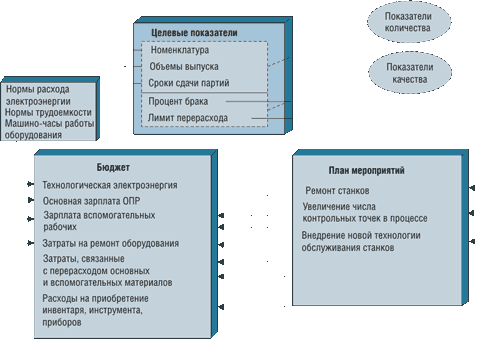 Целевые показатели
Номенклатура
Объемы выпуска
Сроки сдачи партий
Процент брака
Лимит перерасхода
Показатели
количества
Показатели
качества
Нормы расхода
электроэнергии
Нормы трудоемкости
Машино-часы работы
оборудования
Бюджет
Технологическая электроэнергия
Основная зарплата ОПР
Зарплата вспомогательных
рабочих
Затраты на ремонт оборудования
Затраты, связанные
с перерасходом основных
и вспомогательных материалов
Расходы на приобретение
инвентаря, инструмента,
приборов
План мероприятий
Ремонт станков
Увеличение числа
контрольных точек в процессе
Внедрение новой технологии
обслуживания станков